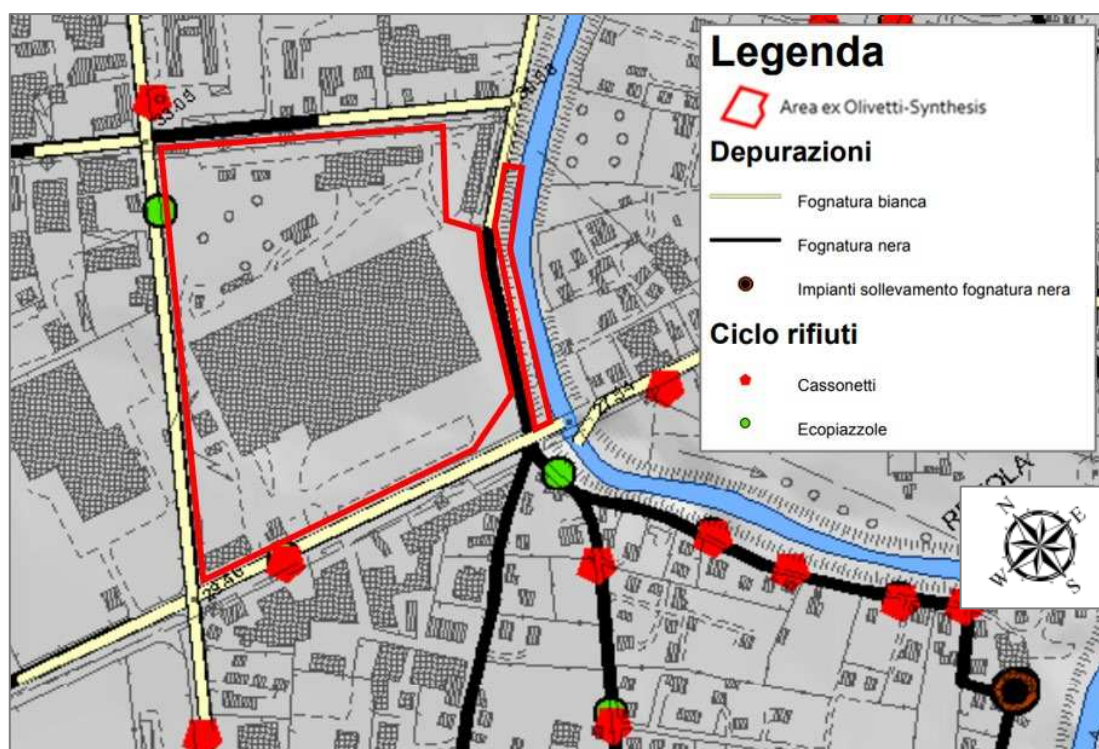 Legenda
Area ex Olivetti-Synthesis
Depurazioni
Fognatura bianca
Fognatura nera
Impianti sollevamento fognatura nera
Ciclo rifiuti
Cassonetti
Ecopiazzole
N
E
W
S